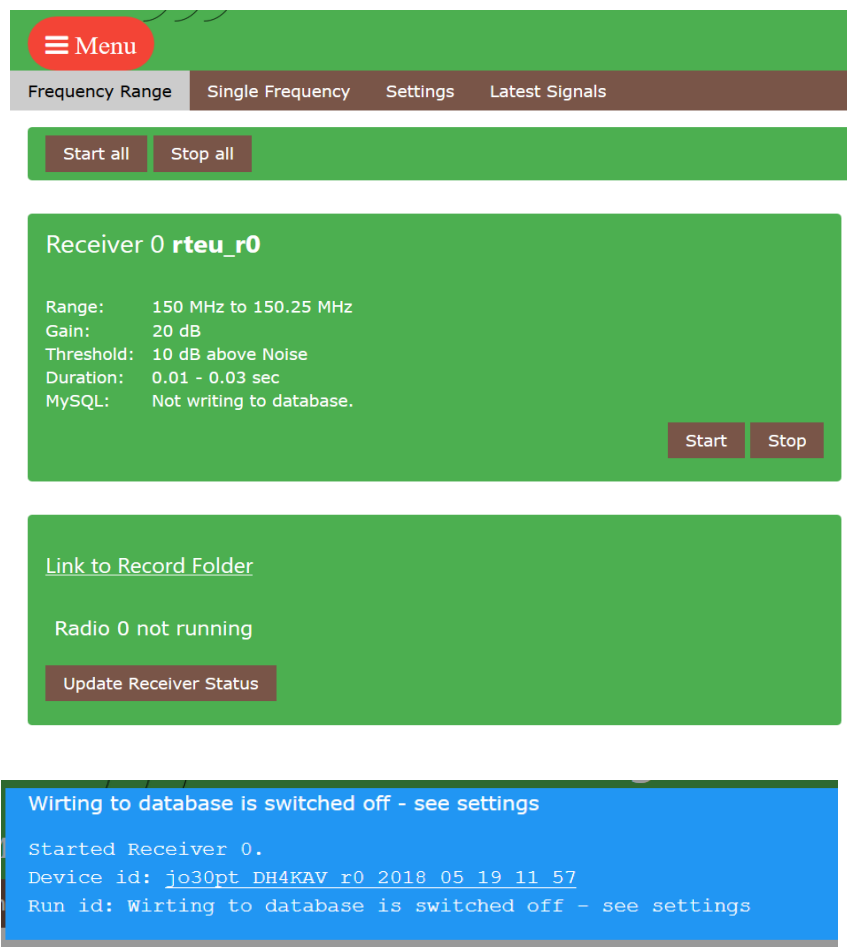 Menu
Frequency Range Single Frequency Settings Latest Signals
Start all Stop all
Receiver 0 rteu_r0
Range: 150 MHz to 150.25 MHz
Gain: 20 dB
Threshold: 10 dB above Noise
Duration: 0.01 - 0.03 sec
MySQL: Not writing to database.
Start Stop
Link to Record Folder
Radio 0 not running
Update Receiver Status
Wirting to database is switched off - see settings
Started Receiver 0.
Device id: jo30pt_DH4KAV_r0_2018_05_19_11_57
Run id: Wirting to database is switched off - see settings